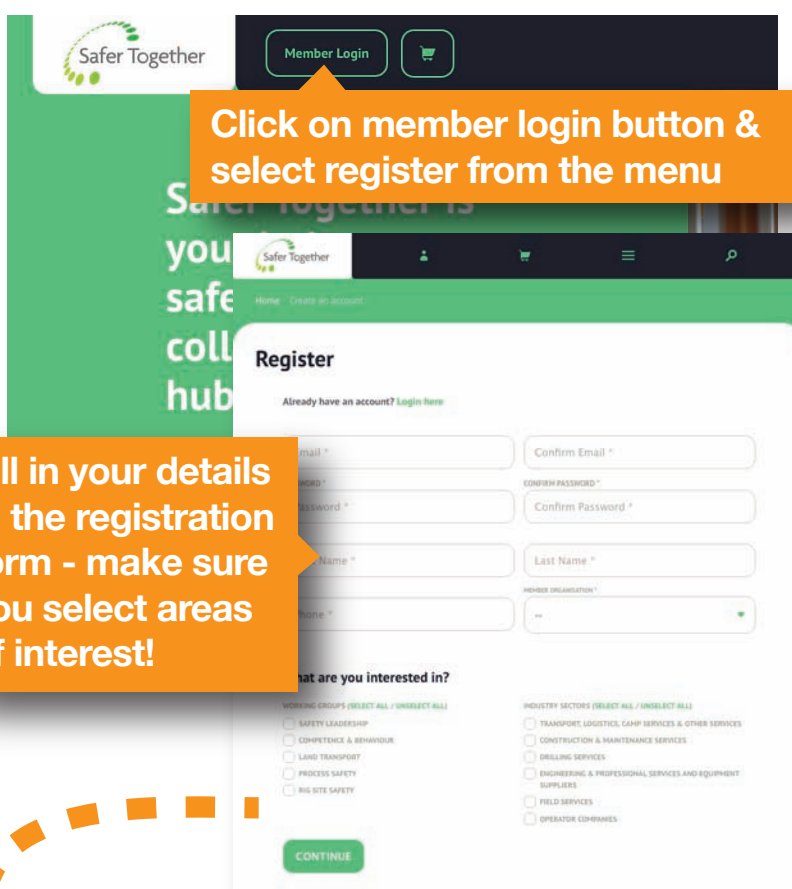 Safer Together
Member Login
Click on member login button &
select register from the menu
Safer Together is
you
safe
coll
hub
Safer Together
Home Create an account
Register
Already have an account? Login here
Email *
Confirm Email *
CONFIRM PASSWORD *
Password *
Confirm Password *
ll in your details
the registration
orm - make sure
ou select areas
f interest!
Name *
Last Name *
MEMBER ORGANISATION *
Phone *
--
What are you interested in?
WORKING GROUPS (SELECT ALL / UNSELECT ALL)
SAFETY LEADERSHIP
COMPETENCE & BEHAVIOUR
LAND TRANSPORT
PROCESS SAFETY
RIG SITE SAFETY
INDUSTRY SECTORS (SELECT ALL / UNSELECT ALL)
TRANSPORT, LOGISTICS, CAMP SERVICES & OTHER SERVICES
CONSTRUCTION & MAINTENANCE SERVICES
DRILLING SERVICES
ENGINEERING & PROFESSIONAL SERVICES AND EQUIPMENT
SUPPLIERS
FIELD SERVICES
OPERATOR COMPANIES
CONTINUE